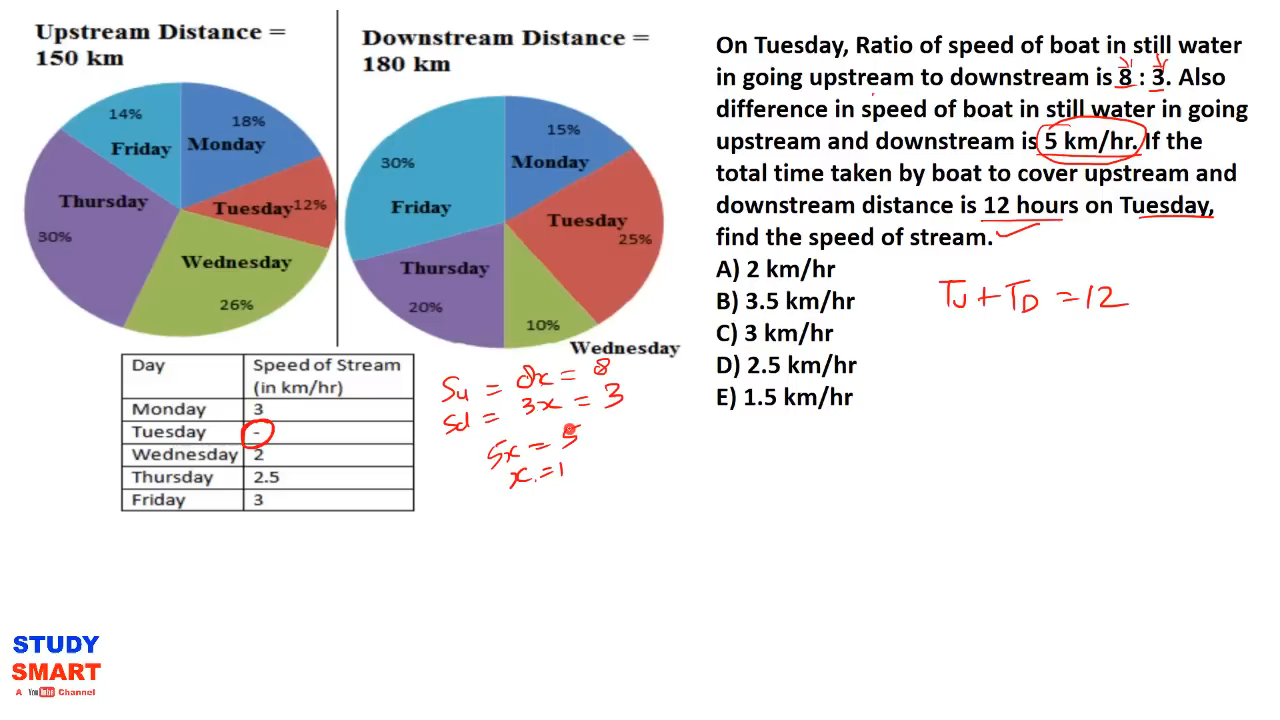 Upstream Distance =
150 km
14%
18%
Friday
Monday
Thursday
Tuesday 12%
30%
Wednesday
26%
Downstream Distance =
180 km
15%
30%
Monday
Friday
Tuesday
25%
Thursday
20%
10%
Wednesday
Day Speed of Stream
(in km/hr)
Monday 3
Tuesday -
Wednesday 2
Thursday 2.5
Friday 3
Su = 8x = 8
Sd = 3x = 3
5x = 5
x = 1
On Tuesday, Ratio of speed of boat in still water
in going upstream to downstream is 8 : 3. Also
difference in speed of boat in still water in going
upstream and downstream is 5 km/hr. If the
total time taken by boat to cover upstream and
downstream distance is 12 hours on Tuesday,
find the speed of stream.
A) 2 km/hr
B) 3.5 km/hr
C) 3 km/hr
D) 2.5 km/hr
E) 1.5 km/hr
TU + TD = 12
STUDY
SMART
A YouTube Channel